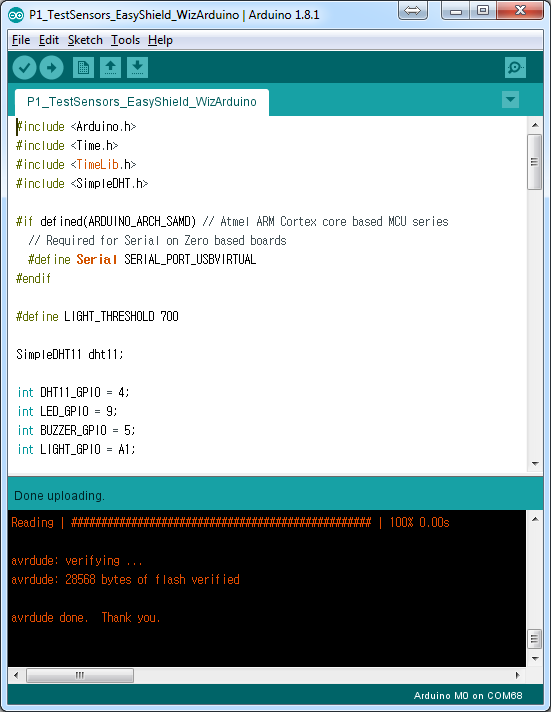 P1_TestSensors_EasyShield_WizArduino | Arduino 1.8.1
File Edit Sketch Tools Help
P1_TestSensors_EasyShield_WizArduino
#include <Arduino.h>
#include <Time.h>
#include <TimeLib.h>
#include <SimpleDHT.h>
#if defined(ARDUINO_ARCH_SAMD) // Atmel ARM Cortex core based MCU series
// Required for Serial on Zero based boards
#define Serial SERIAL_PORT_USBVIRTUAL
#endif
#define LIGHT_THRESHOLD 700
SimpleDHT11 dht11;
int DHT11_GPIO = 4;
int LED_GPIO = 9;
int BUZZER_GPIO = 5;
int LIGHT_GPIO = A1;
Done uploading.
Reading | ################################################## | 100% 0.00s
avrdude: verifying ...
avrdude: 28568 bytes of flash verified
avrdude done.  Thank you.
Arduino M0 on COM68